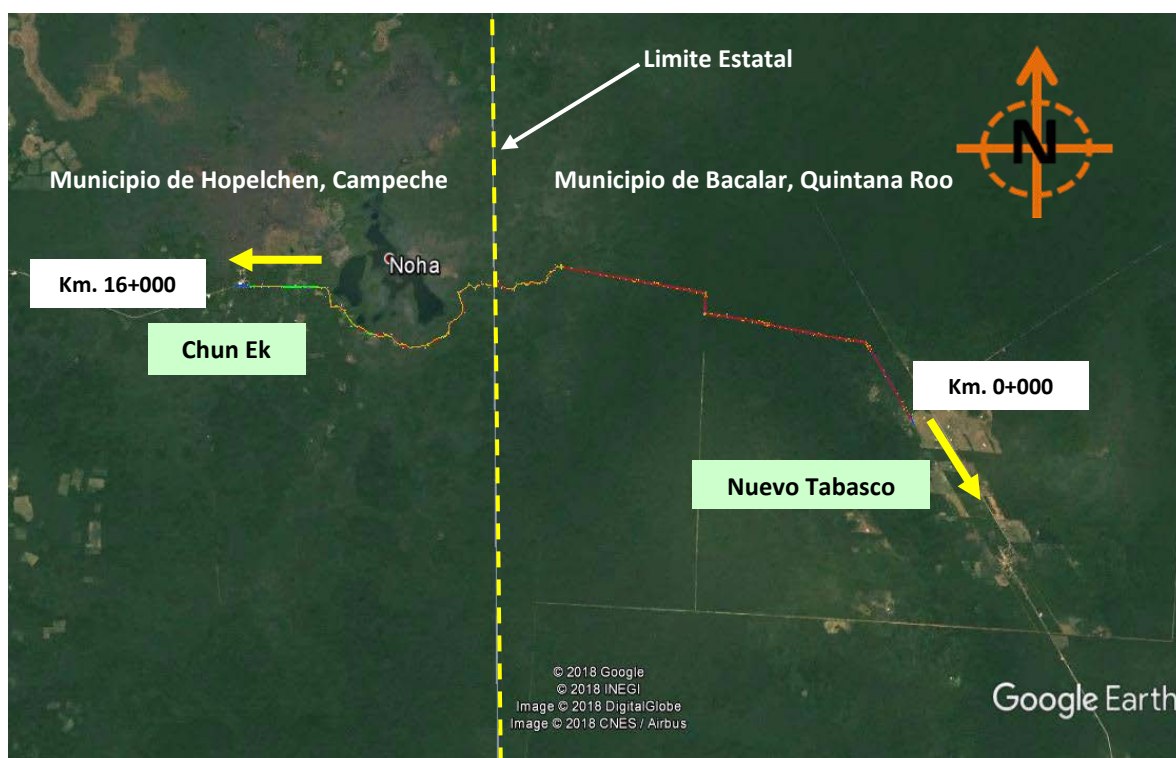 Limite Estatal
N
Municipio de Hopelchen, Campeche
Municipio de Bacalar, Quintana Roo
Noha
Km. 16+000
Chun Ek
Km. 0+000
Nuevo Tabasco
© 2018 Google
© 2018 INEGI
Image © 2018 DigitalGlobe
Image © 2018 CNES / Airbus
Google Earth